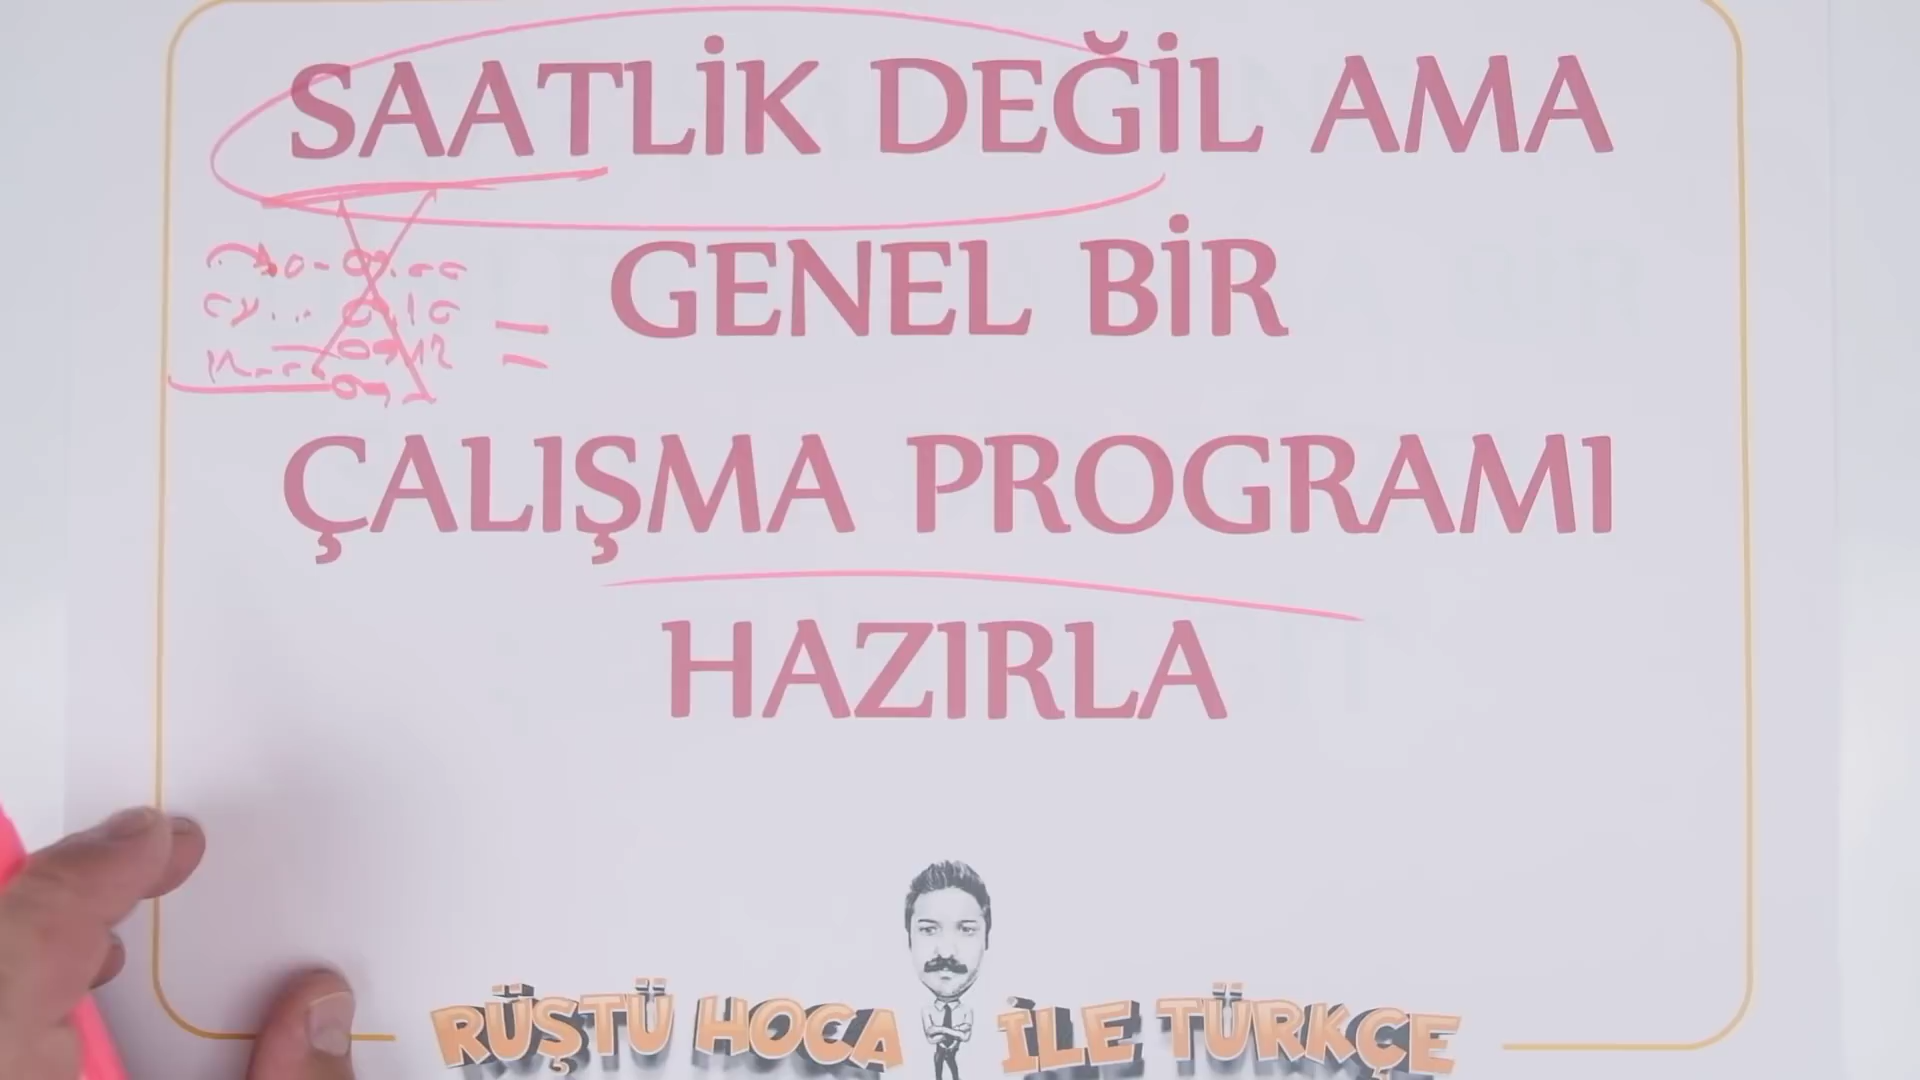 SAATLİK DEĞİL AMA
GENEL BİR
ÇALIŞMA PROGRAMI
HAZIRLA
RÜŞTÜ HOCA İLE TÜRKÇE